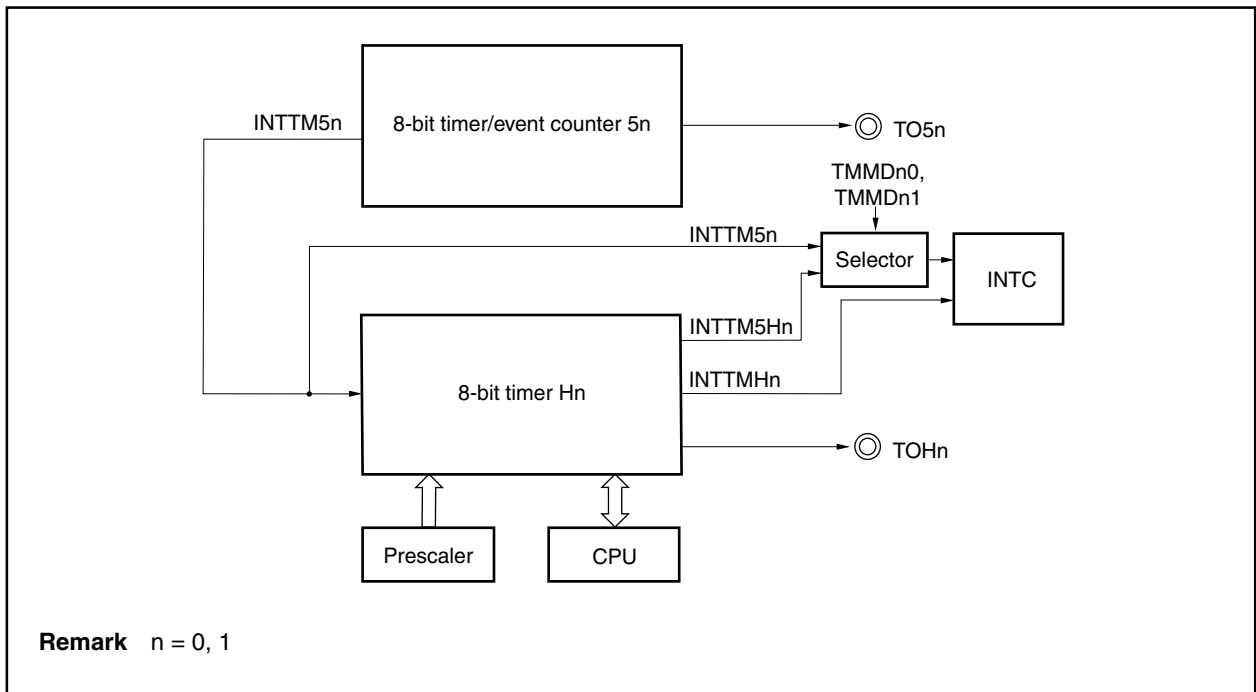 8-bit timer/event counter 5n
INTTM5n
TO5n
TMMDn0,
TMMDn1
INTTM5n
Selector
INTC
INTTM5Hn
8-bit timer Hn
INTTMHn
TOHn
Prescaler
CPU
Remark n = 0, 1